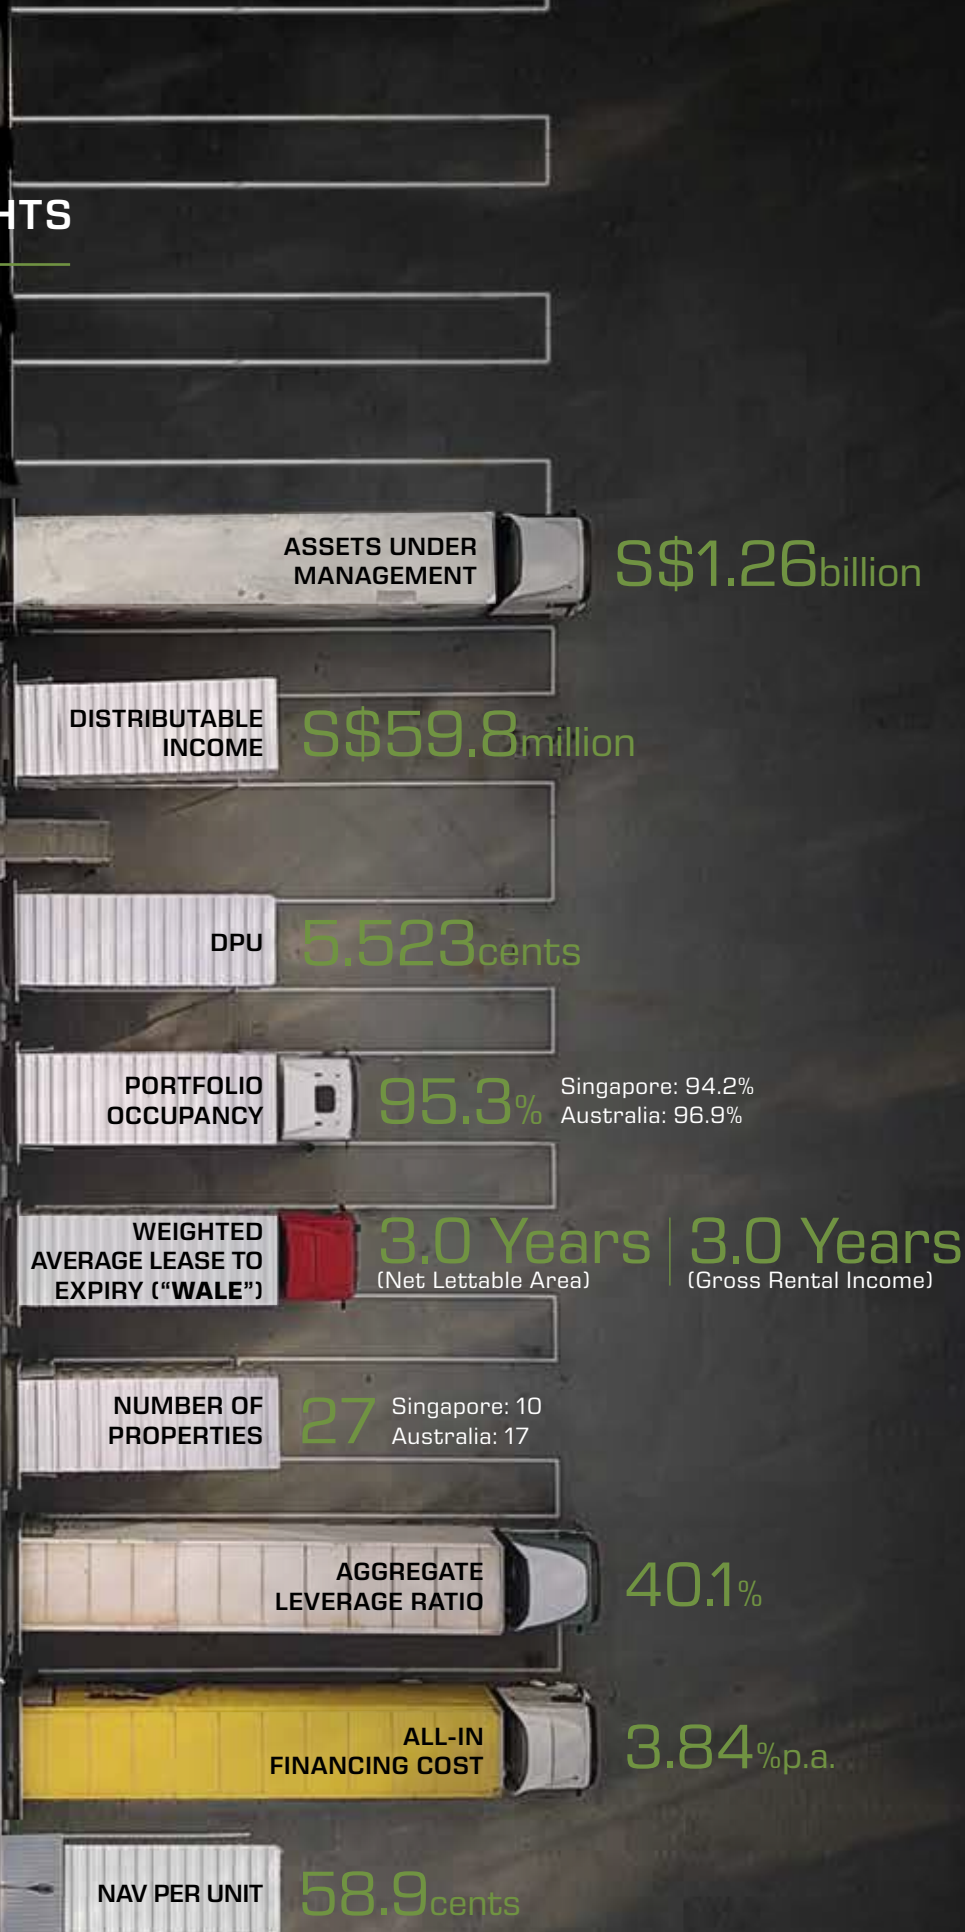 HTS
ASSETS UNDER
MANAGEMENT
S$1.26billion
DISTRIBUTABLE
INCOME
S$59.8million
DPU
5.523cents
PORTFOLIO
OCCUPANCY
95.3%
Singapore: 94.2%
Australia: 96.9%
WEIGHTED
AVERAGE LEASE TO
EXPIRY (“WALE”)
3.0 Years
(Net Lettable Area)
3.0 Years
(Gross Rental Income)
NUMBER OF
PROPERTIES
27
Singapore: 10
Australia: 17
AGGREGATE
LEVERAGE RATIO
40.1%
ALL-IN
FINANCING COST
3.84%p.a.
NAV PER UNIT
58.9cents